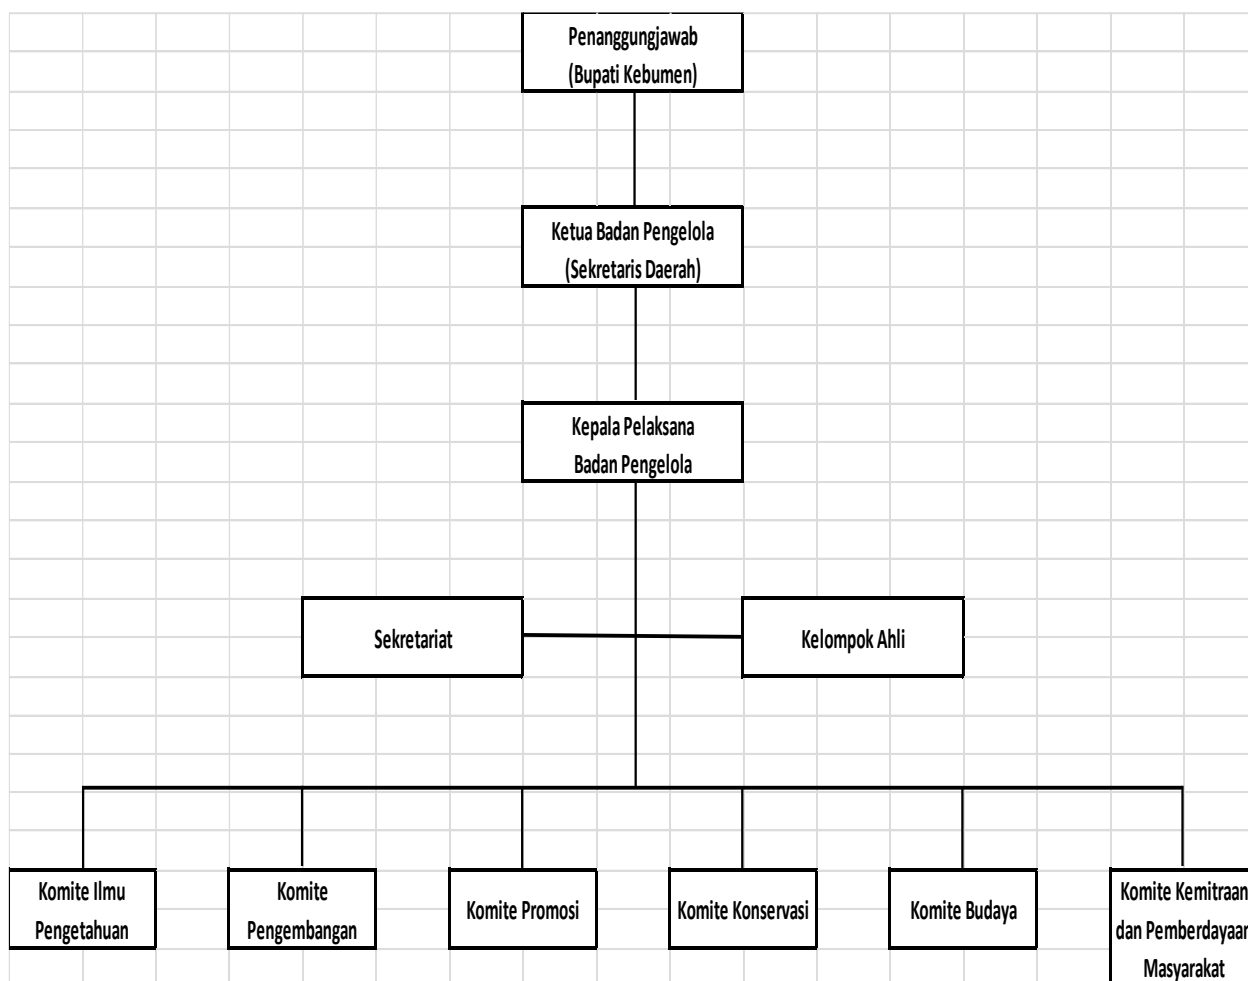 Penanggungjawab
(Bupati Kebumen)
Ketua Badan Pengelola
(Sekretaris Daerah)
Kepala Pelaksana
Badan Pengelola
Sekretariat
Kelompok Ahli
Komite Ilmu
Pengetahuan
Komite
Pengembangan
Komite Promosi
Komite Konservasi
Komite Budaya
Komite Kemitraan
dan Pemberdayaan
Masyarakat